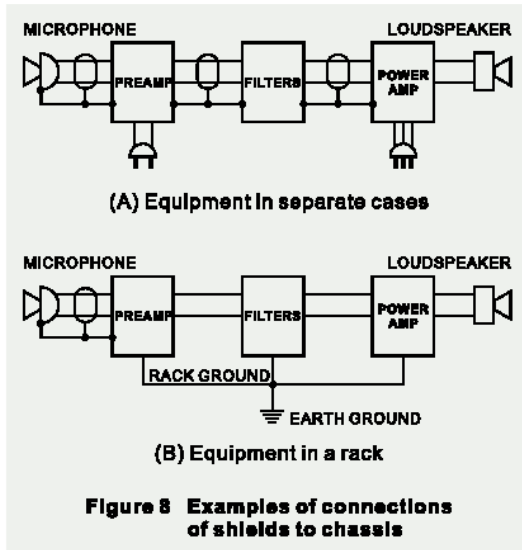 MICROPHONE LOUDSPEAKER
PREAMP FILTERS POWER AMP
(A) Equipment in separate cases
MICROPHONE LOUDSPEAKER
PREAMP FILTERS POWER AMP
RACK GROUND
EARTH GROUND
(B) Equipment in a rack
Figure 8 Examples of connections
of shields to chassis